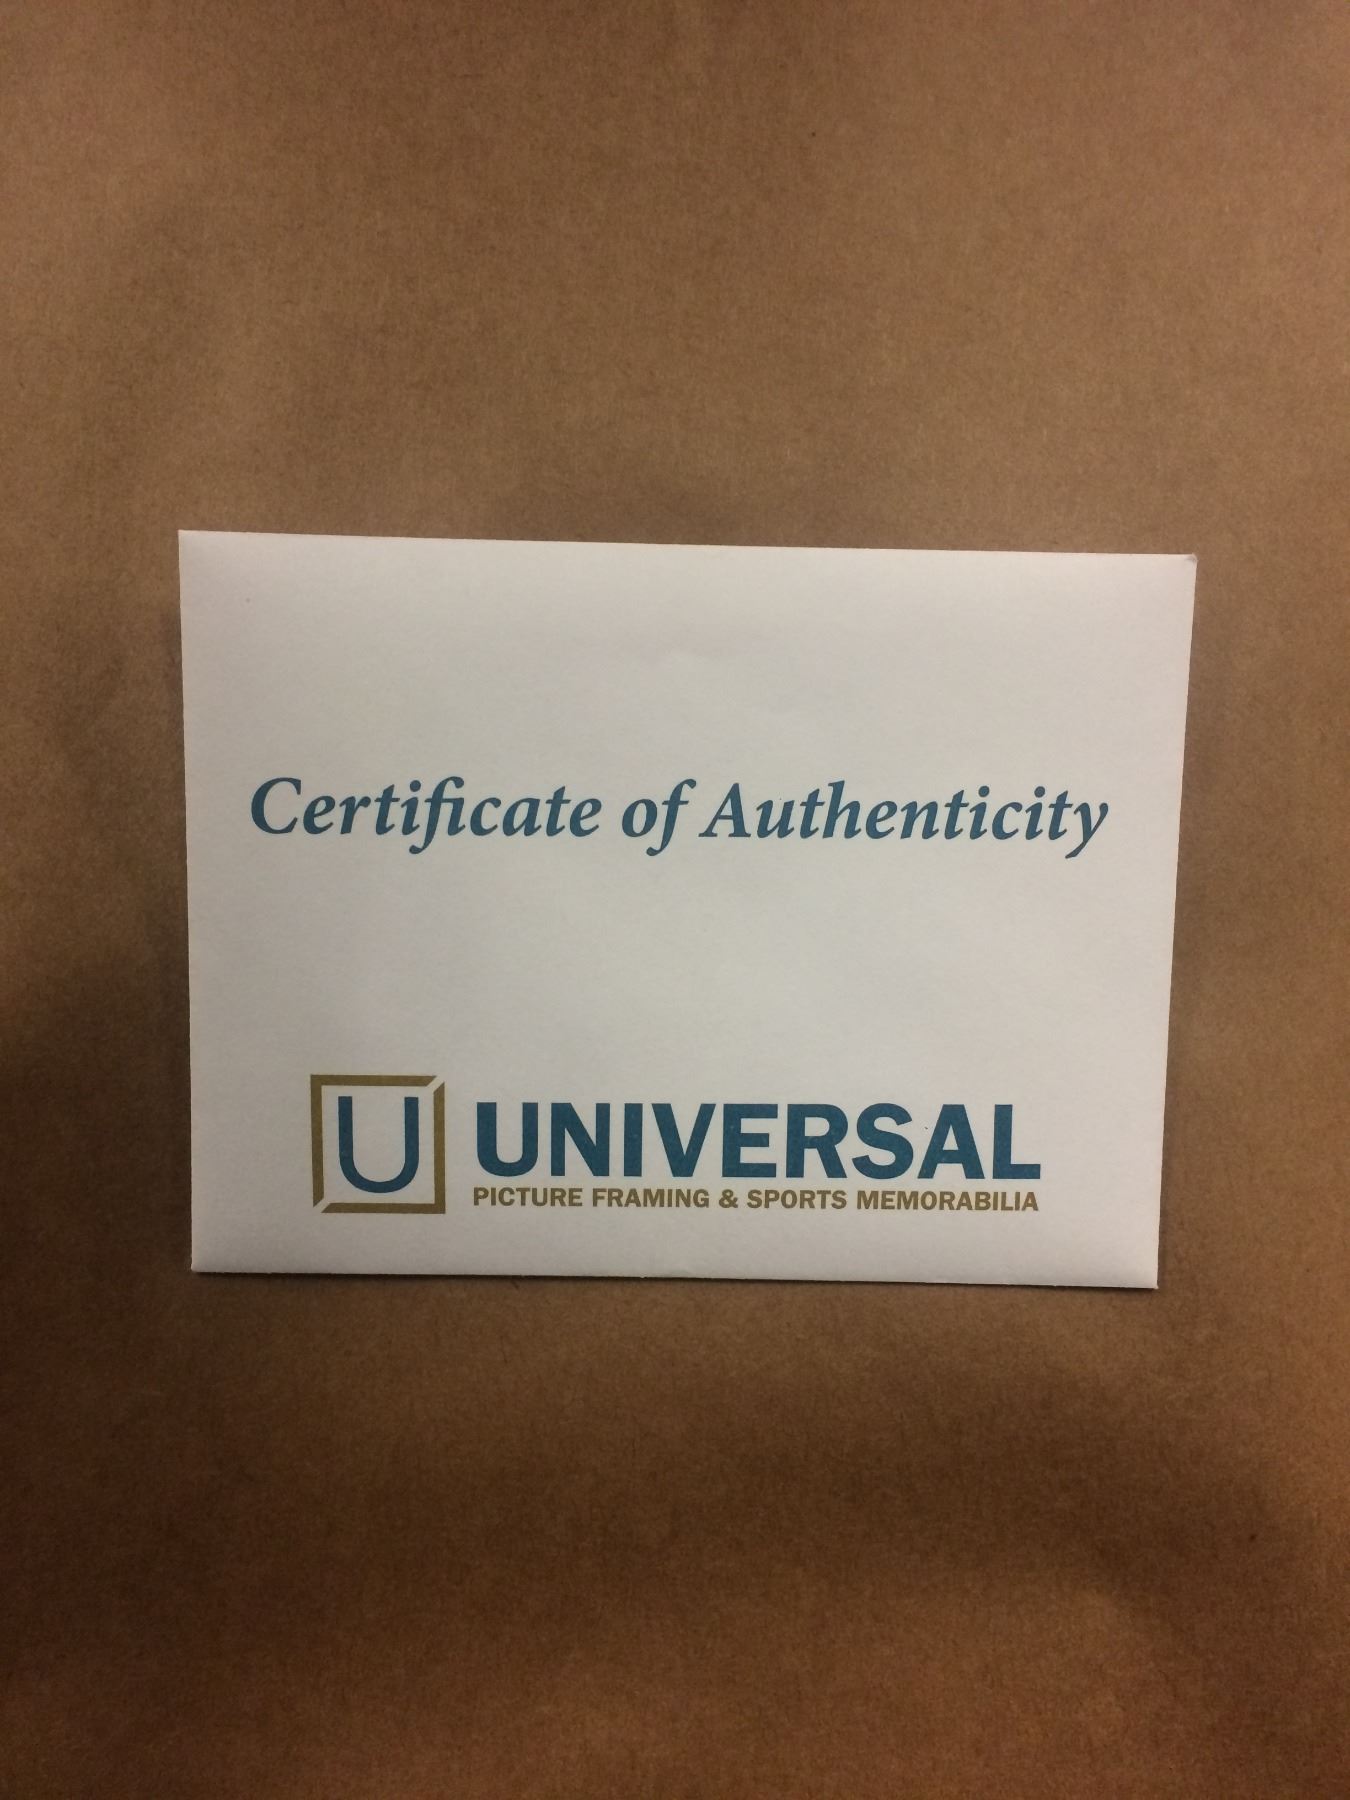 Certificate of Authenticity
U UNIVERSAL
PICTURE FRAMING & SPORTS MEMORABILIA